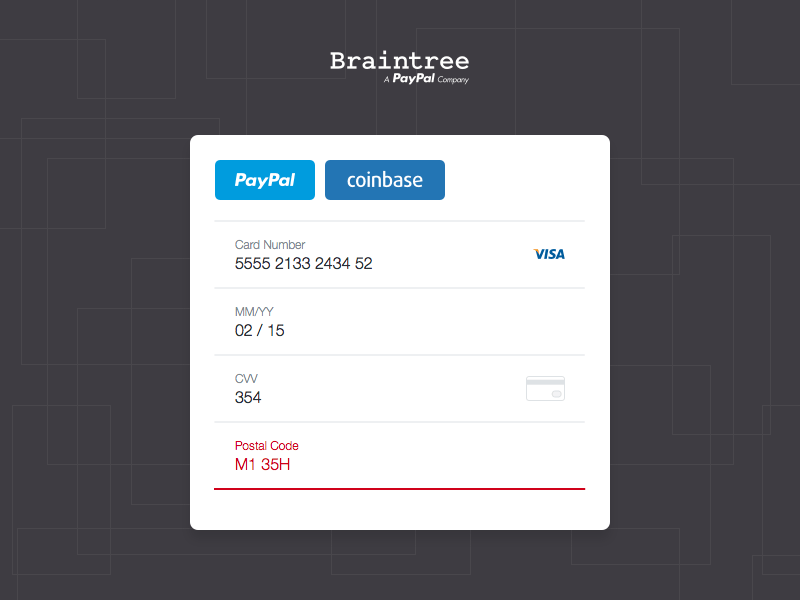 Braintree
A PayPal Company
PayPal coinbase
Card Number
5555 2133 2434 52
VISA
MM/YY
02 / 15
CVV
354
Postal Code
M1 35H